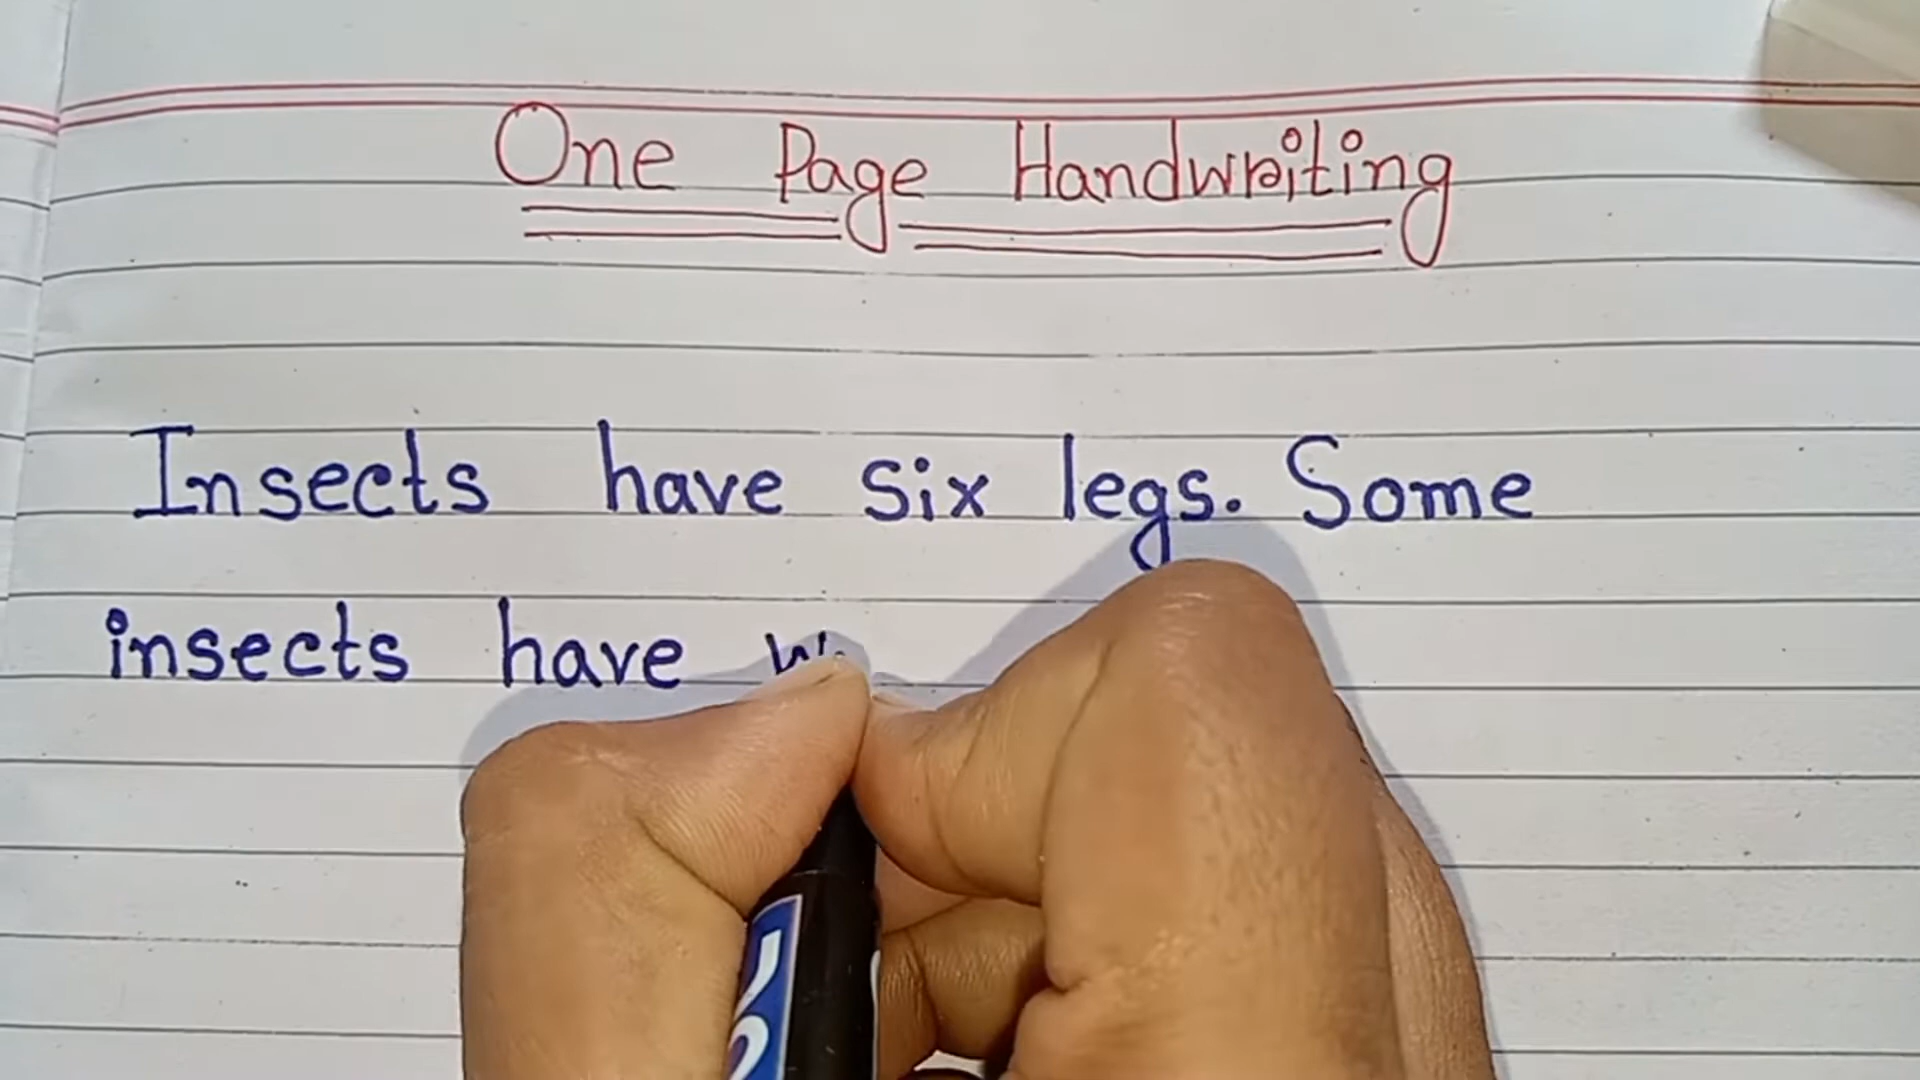 One Page Handwriting
Insects have six legs. Some
insects have